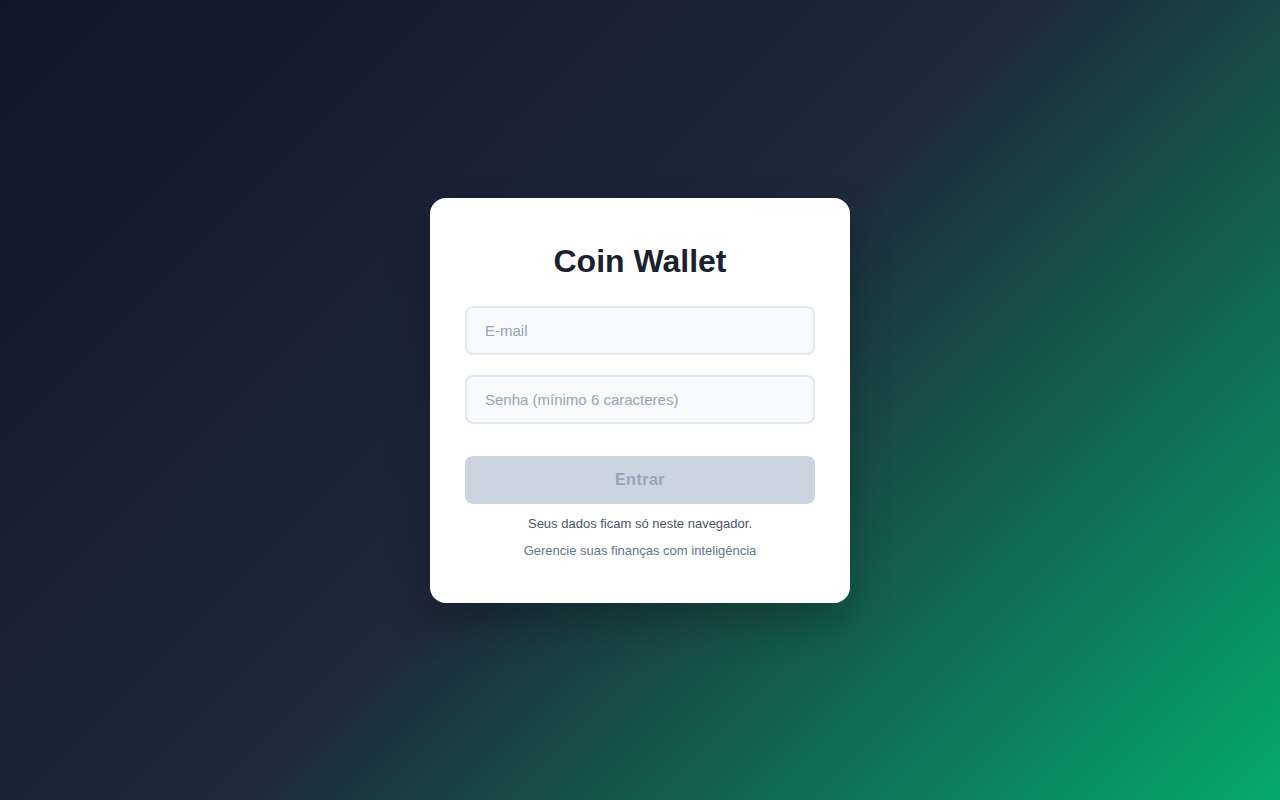 Coin Wallet
E-mail
Senha (mínimo 6 caracteres)
Entrar
Seus dados ficam só neste navegador.
Gerencie suas finanças com inteligência